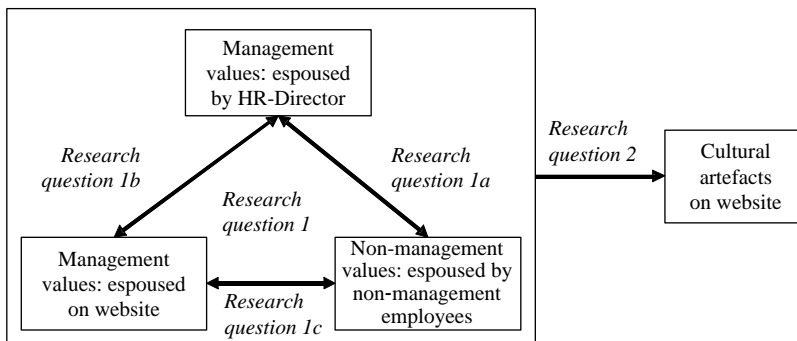 Management
values: espoused
by HR-Director
Research
question 1b
Research
question 1a
Research
question 1
Research
question 2
Cultural
artefacts
on website
Management
values: espoused
on website
Research
question 1c
Non-management
values: espoused by
non-management
employees